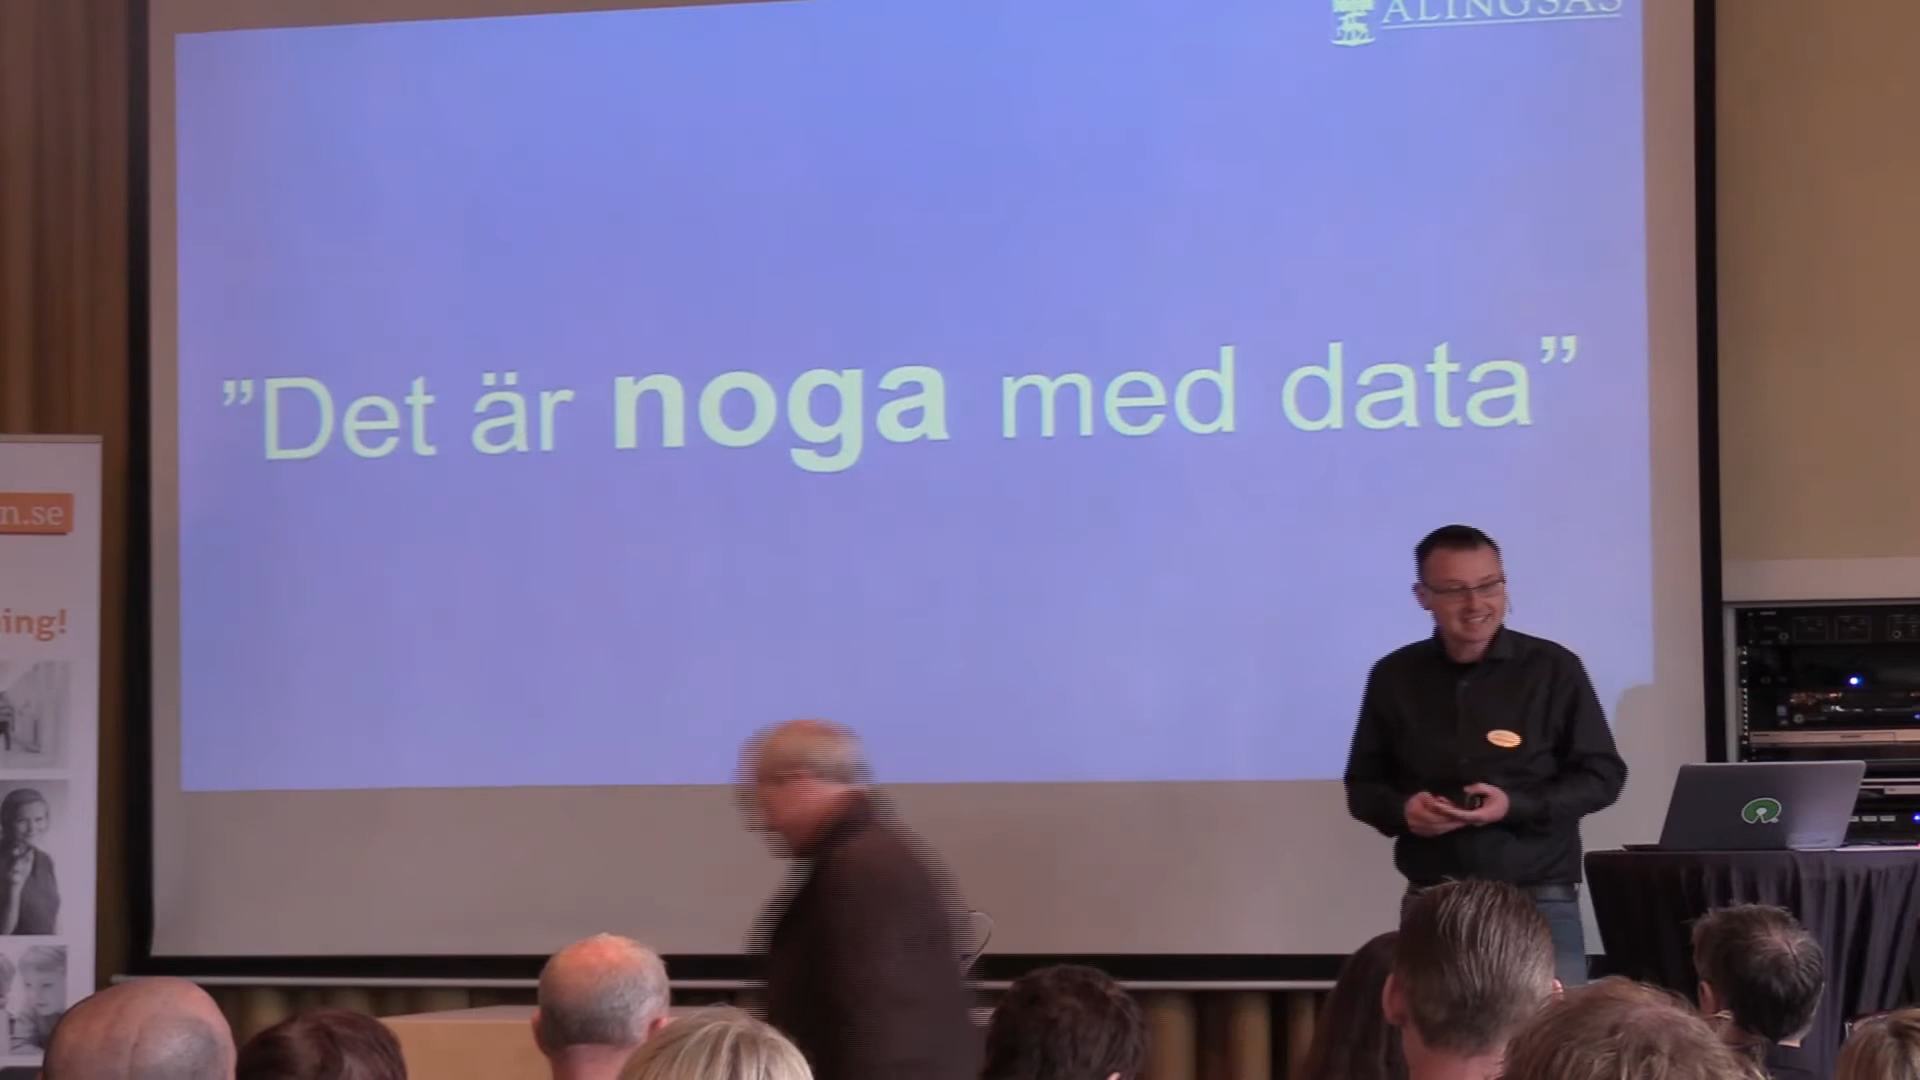 ALINGSÅS
”Det är noga med data”
n.se
ing!